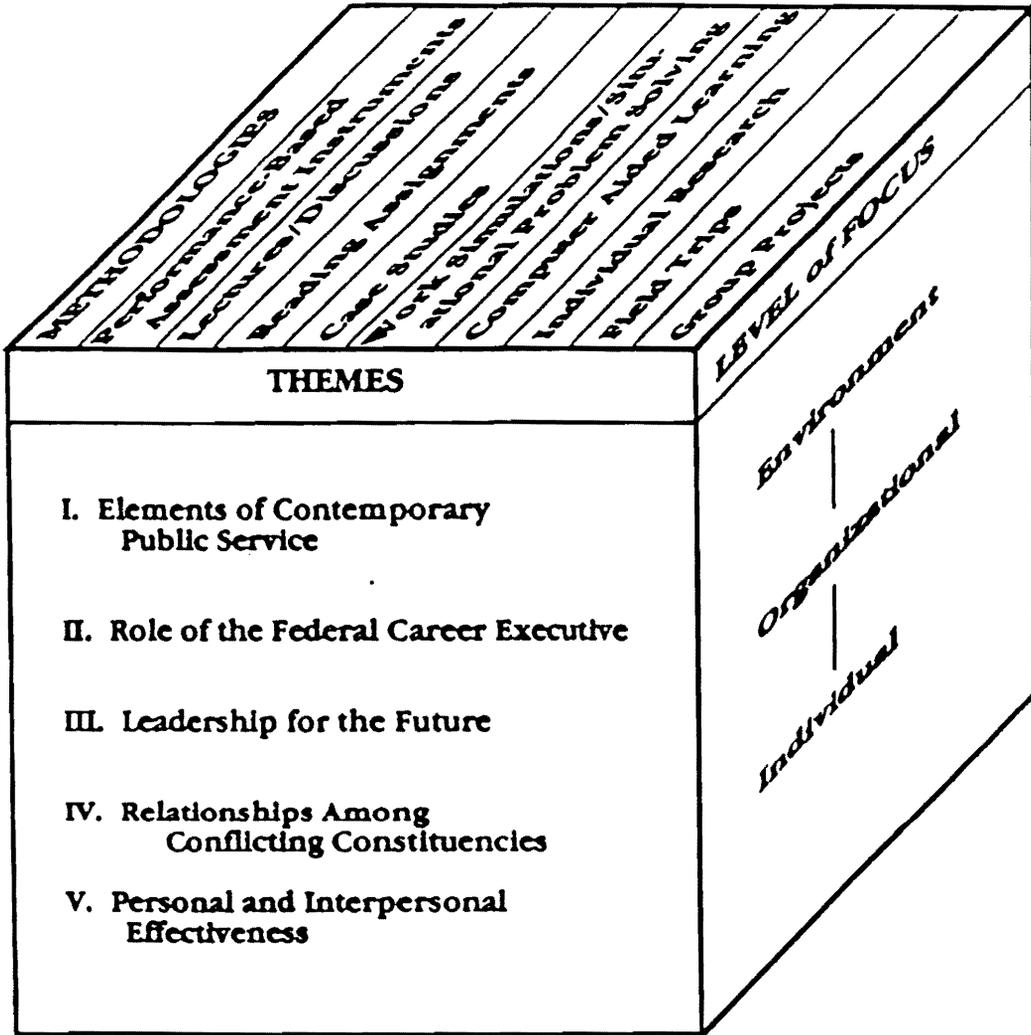 METHODOLOGIES
Performance-Based
Assessment Instruments
Lectures/Discussions
Reading Assignments
Case Studies
Work Simulations/Situ-
ational Problem Solving
Computer Aided Learning
Individual Research
Field Trips
Group Projects
LEVEL of FOCUS
Environment
Organizational
Individual
THEMES
I. Elements of Contemporary
Public Service
II. Role of the Federal Career Executive
III. Leadership for the Future
IV. Relationships Among
Conflicting Constituencies
V. Personal and Interpersonal
Effectiveness